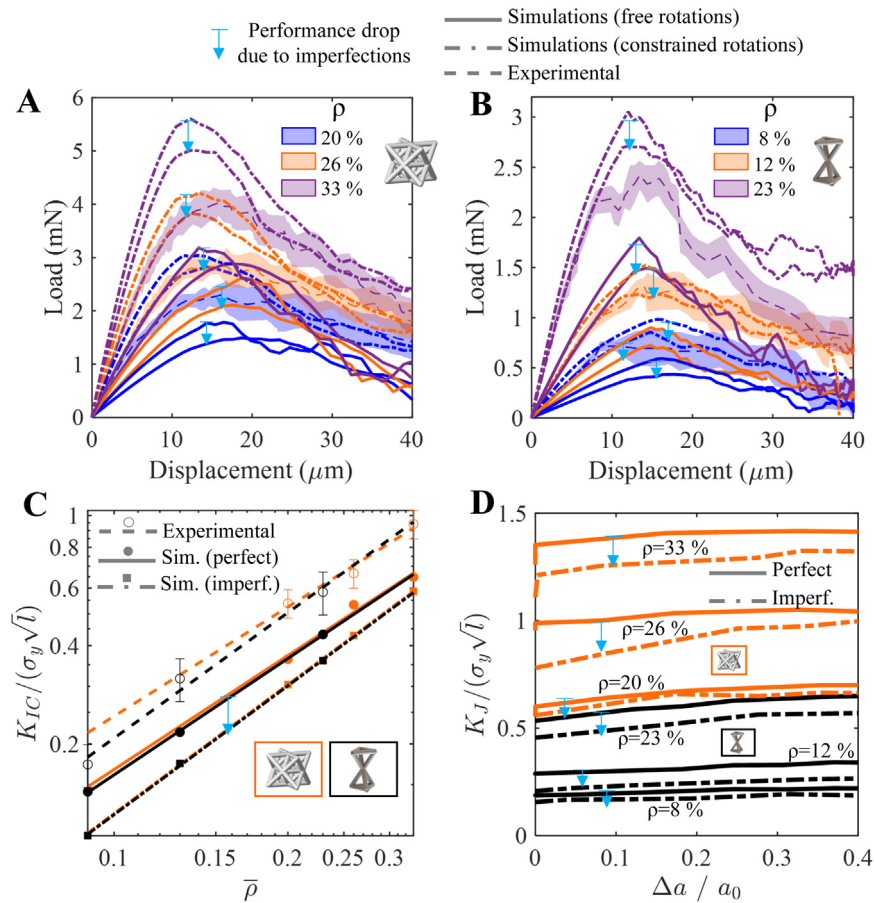 Performance drop
due to imperfections
Simulations (free rotations)
Simulations (constrained rotations)
Experimental
A
ρ
20 %
26 %
33 %
Load (mN)
6
5
4
3
2
1
0
0 10 20 30 40
Displacement (μm)
B
ρ
8 %
12 %
23 %
Load (mN)
3
2.5
2
1.5
1
0.5
0
0 10 20 30 40
Displacement (μm)
C
Experimental
Sim. (perfect)
Sim. (imperf.)
K_IC/(σ_y√l)
1
0.8
0.6
0.4
0.2
0.1 0.15 0.2 0.25 0.3
ρ̅
D
ρ=33 %
Perfect
Imperf.
ρ=26 %
ρ=20 %
ρ=23 %
ρ=12 %
ρ=8 %
K_J/(σ_y√l)
1.5
1
0.5
0
0 0.1 0.2 0.3 0.4
Δa / a₀